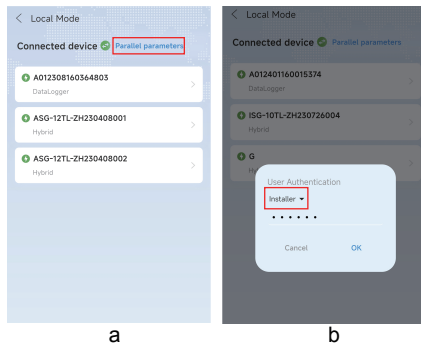 Local Mode
Connected device Parallel parameters
A012308160364803
DataLogger
ASG-12TL-ZH230408001
Hybrid
ASG-12TL-ZH230408002
Hybrid
a
Local Mode
Connected device Parallel parameters
A012401160015374
DataLogger
ISG-10TL-ZH230726004
Hybrid
G
Hy
User Authentication
Installer
Cancel OK
b